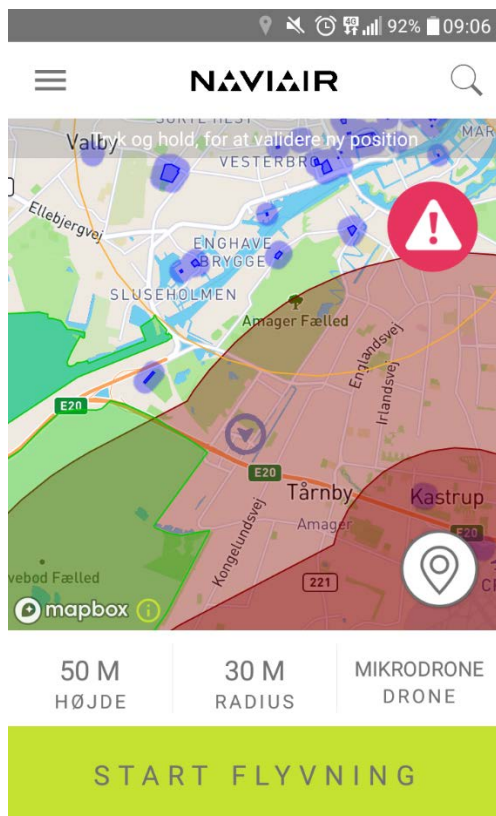 4G 92% 09:06
NAVIAIR
Tryk og hold, for at validere ny position
Valby
VESTERBRO
Ellebjergvej
ENGHAVE
BRYGGE
SLUSEHOLMEN
Amager Fælled
Englandsvej
Irlandsvej
E20
E20
Tårnby
Kastrup
Amager
E20
Kongelundsvej
221
mapbox
50 M
HØJDE
30 M
RADIUS
MIKRODRONE
DRONE
START FLYVNING